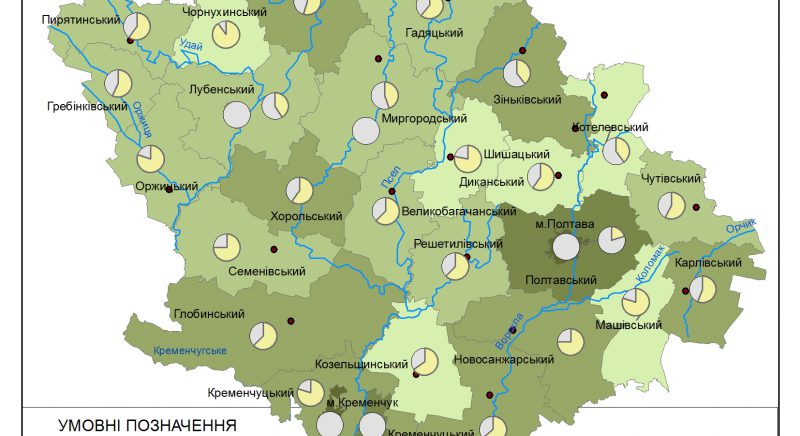 Чорнухинський
Пирятинський
Гадяцький
Удай
Лубенський
Зіньківський
Гребінківський
Оржиця
Миргородський
Котелевський
Шишацький
Псел
Диканський
Чутівський
Оржицький
Хорольський
Великобагачанський
м.Полтава
Орчик
Решетилівський
Коломак
Карлівський
Семенівський
Полтавський
Глобинський
Ворскла
Машівський
Кременчугське
Козельщинський
Новосанжарський
Кременчуцький
м.Кременчук
УМОВНІ ПОЗНАЧЕННЯ
Кременчуцький